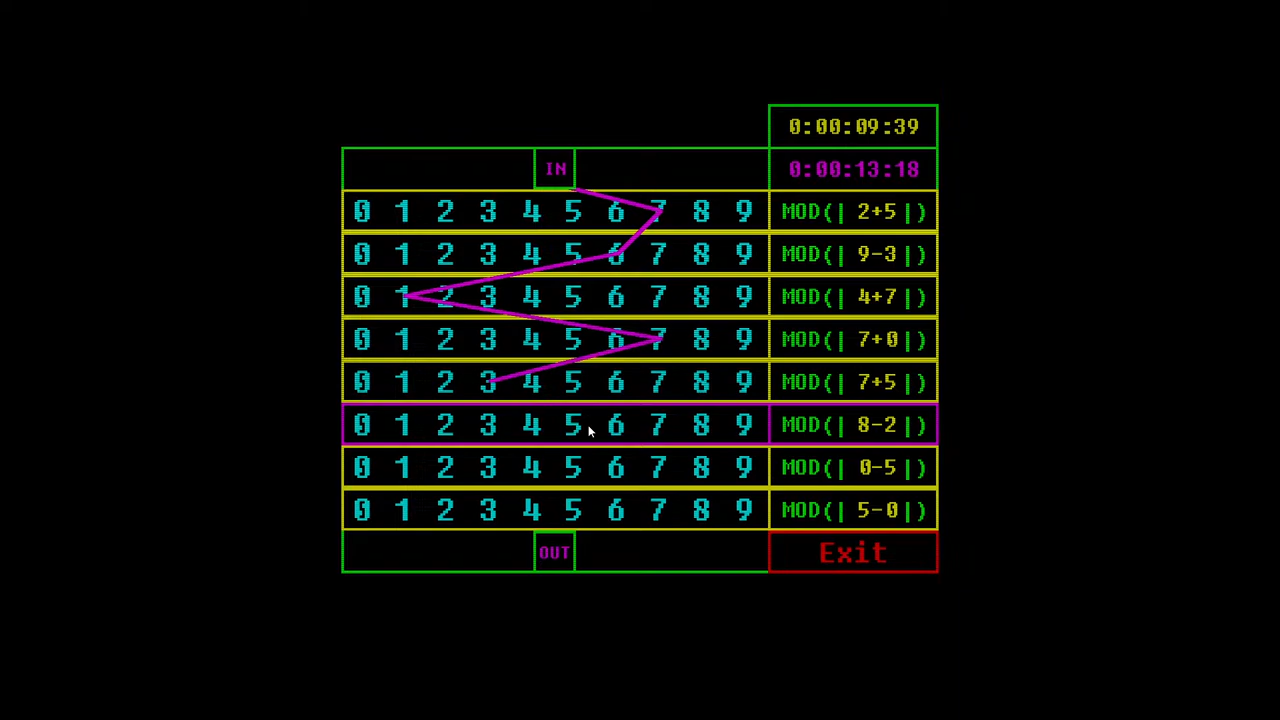 0:00:09:39
IN 0:00:13:18
0 1 2 3 4 5 6 7 8 9 MOD(| 2+5 |)
0 1 2 3 4 5 6 7 8 9 MOD(| 9-3 |)
0 1 2 3 4 5 6 7 8 9 MOD(| 4+7 |)
0 1 2 3 4 5 6 7 8 9 MOD(| 7+0 |)
0 1 2 3 4 5 6 7 8 9 MOD(| 7+5 |)
0 1 2 3 4 5 6 7 8 9 MOD(| 8-2 |)
0 1 2 3 4 5 6 7 8 9 MOD(| 0-5 |)
0 1 2 3 4 5 6 7 8 9 MOD(| 5-0 |)
OUT Exit